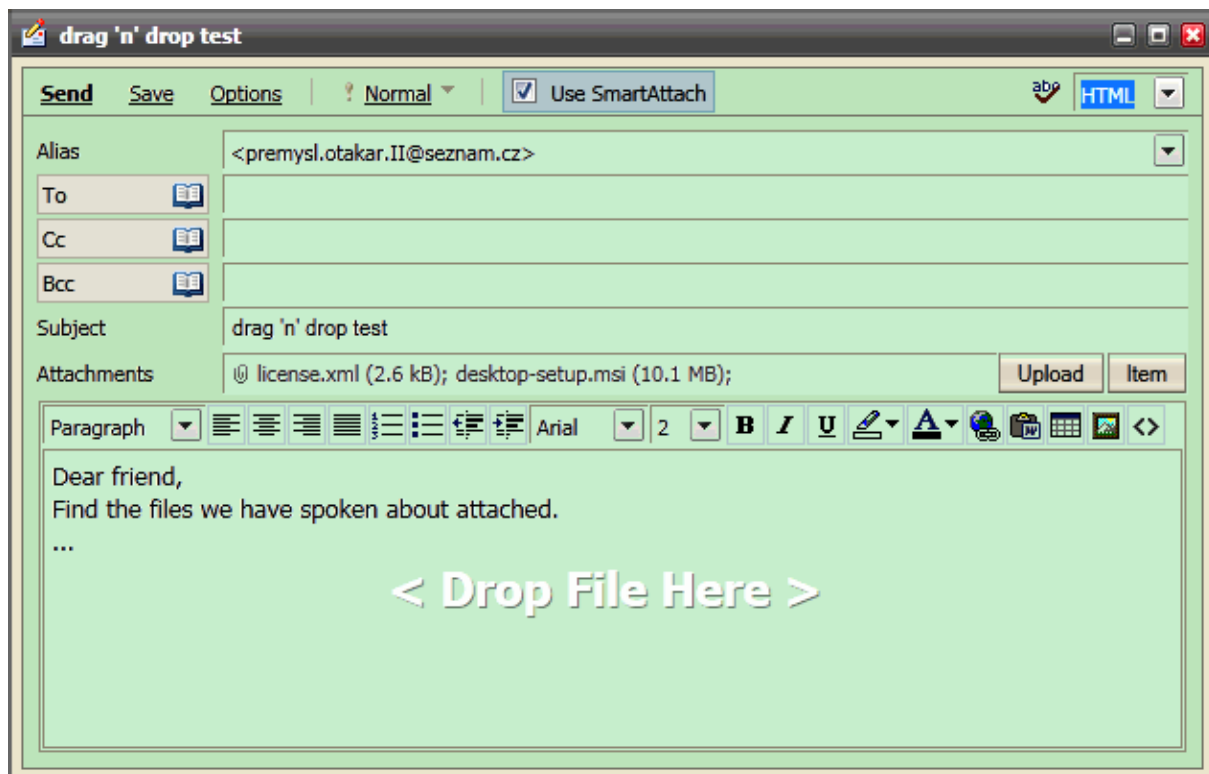 drag 'n' drop test
Send Save Options ? Normal Use SmartAttach abc HTML
Alias <premysl.otakar.II@seznam.cz>
To
Cc
Bcc
Subject drag 'n' drop test
Attachments license.xml (2.6 kB); desktop-setup.msi (10.1 MB); Upload Item
Paragraph Arial 2 B I U A <>
Dear friend,
Find the files we have spoken about attached.
...
< Drop File Here >